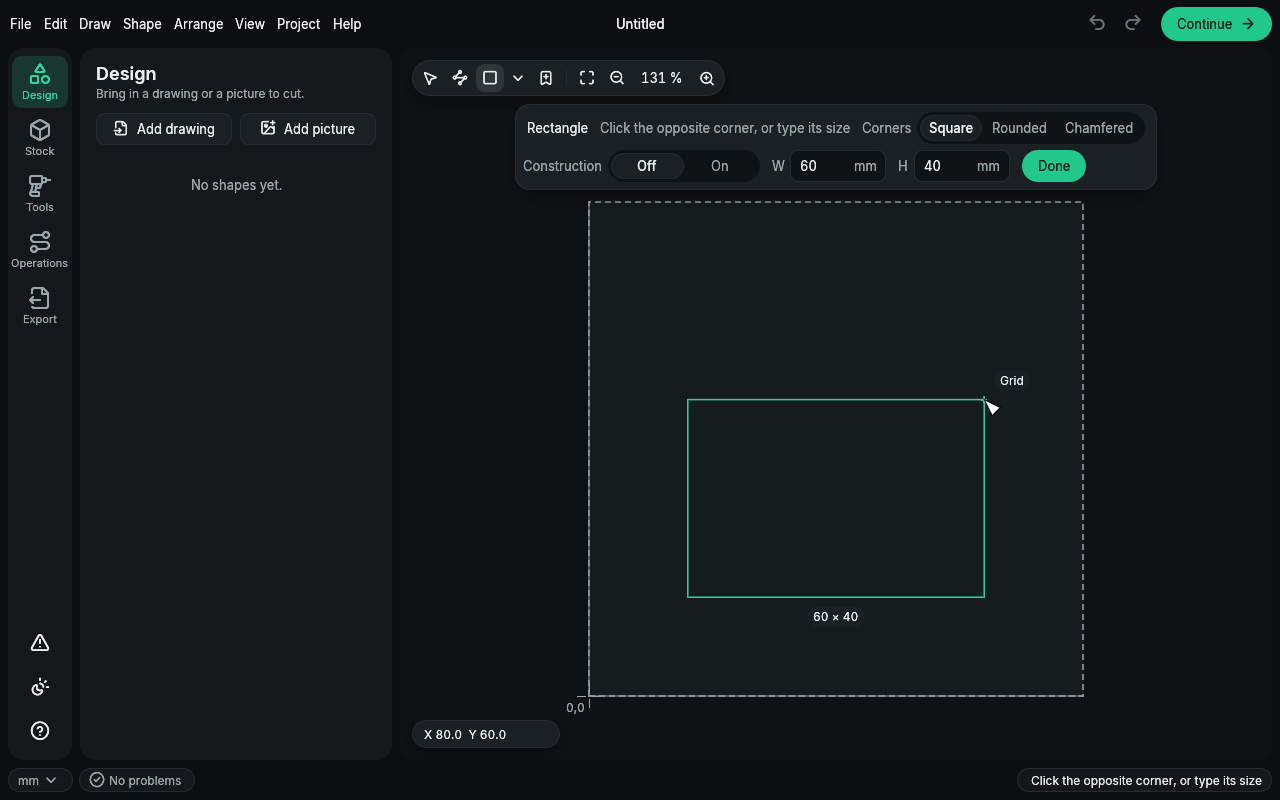 File Edit Draw Shape Arrange View Project Help
Untitled
Continue
Design
Stock
Tools
Operations
Export
Design
Bring in a drawing or a picture to cut.
Add drawing
Add picture
No shapes yet.
131 %
Rectangle Click the opposite corner, or type its size Corners Square Rounded Chamfered
Construction Off On W 60 mm H 40 mm Done
Grid
60 × 40
0,0
X 80.0 Y 60.0
mm
No problems
Click the opposite corner, or type its size